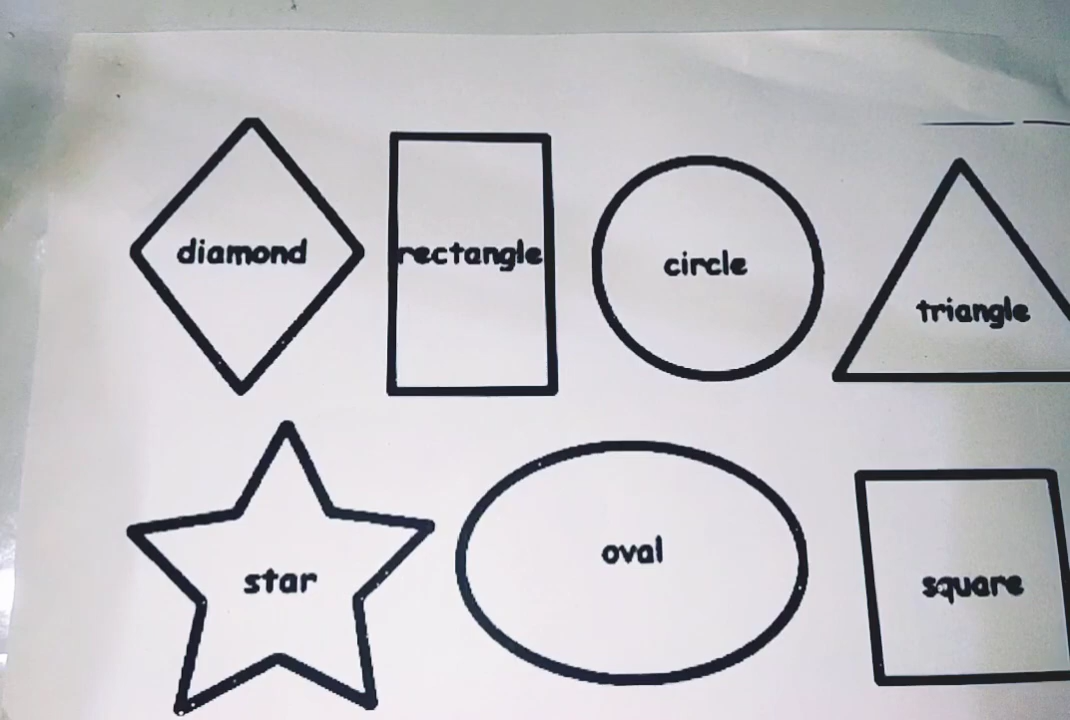 diamond
rectangle
circle
triangle
star
oval
square